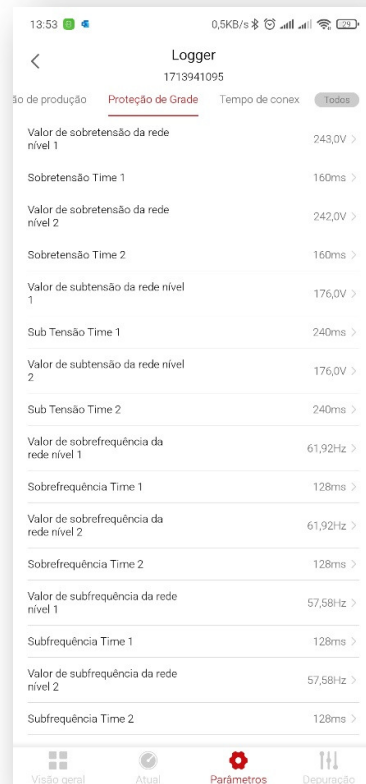 13:53
0,5KB/s
29
Logger
1713941095
ão de produção Proteção de Grade Tempo de conex Todos
Valor de sobretensão da rede
nível 1
243,0V
Sobretensão Time 1
160ms
Valor de sobretensão da rede
nível 2
242,0V
Sobretensão Time 2
160ms
Valor de subtensão da rede nível
1
176,0V
Sub Tensão Time 1
240ms
Valor de subtensão da rede nível
2
176,0V
Sub Tensão Time 2
240ms
Valor de sobrefrequência da
rede nível 1
61,92Hz
Sobrefrequência Time 1
128ms
Valor de sobrefrequência da
rede nível 2
61,92Hz
Sobrefrequência Time 2
128ms
Valor de subfrequência da rede
nível 1
57,58Hz
Subfrequência Time 1
128ms
Valor de subfrequência da rede
nível 2
57,58Hz
Subfrequência Time 2
128ms
Visão geral Atual Parâmetros Depuração